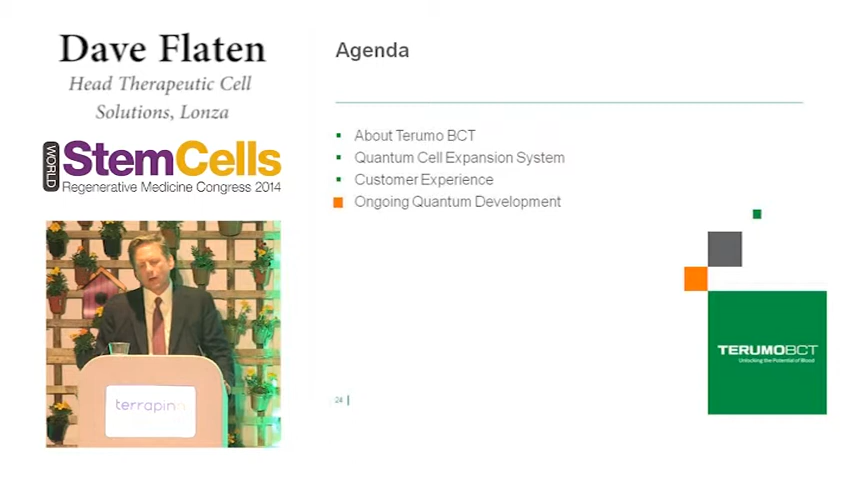 Dave Flaten
Head Therapeutic Cell
Solutions, Lonza
WORLD
StemCells
Regenerative Medicine Congress 2014
terrapinn
Agenda
About Terumo BCT
Quantum Cell Expansion System
Customer Experience
Ongoing Quantum Development
TERUMOBCT
Unlocking the Potential of Blood
24